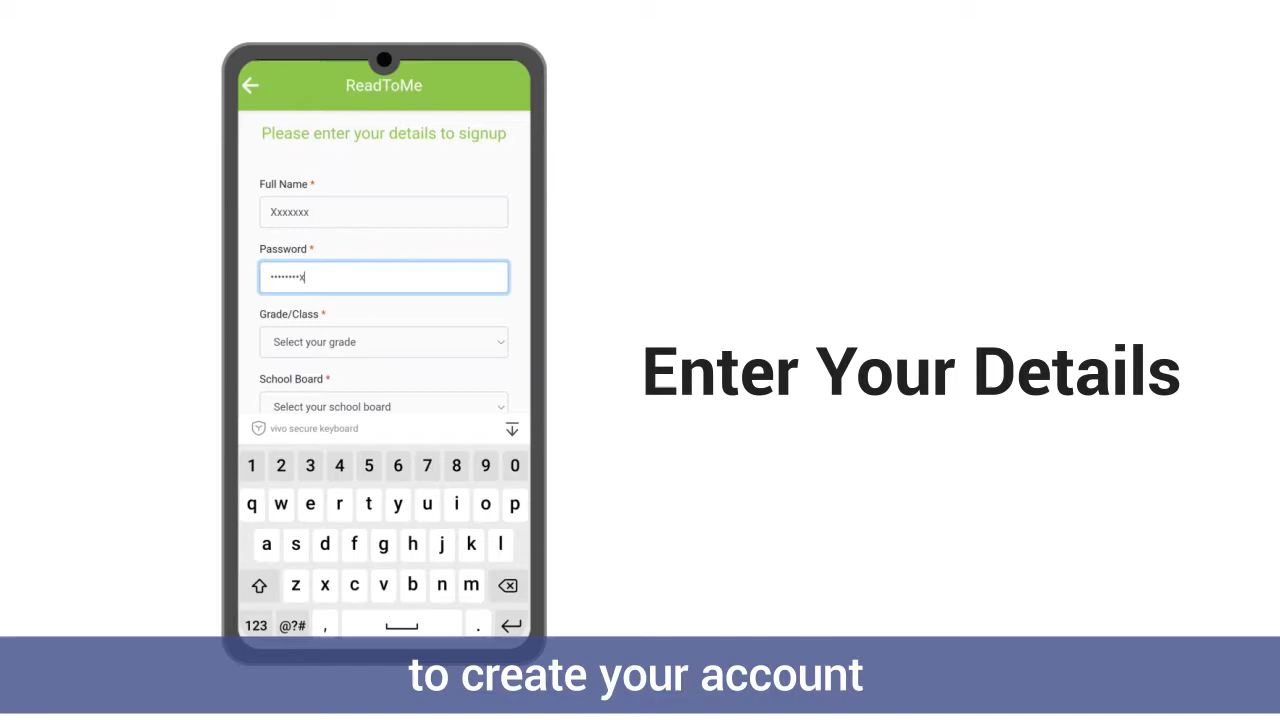 ReadToMe
Please enter your details to signup
Full Name *
Xxxxxxx
Password *
••••••••x
Grade/Class *
Select your grade
School Board *
Select your school board
vivo secure keyboard
1 2 3 4 5 6 7 8 9 0
q w e r t y u i o p
a s d f g h j k l
z x c v b n m
123 @?# , .
Enter Your Details
to create your account